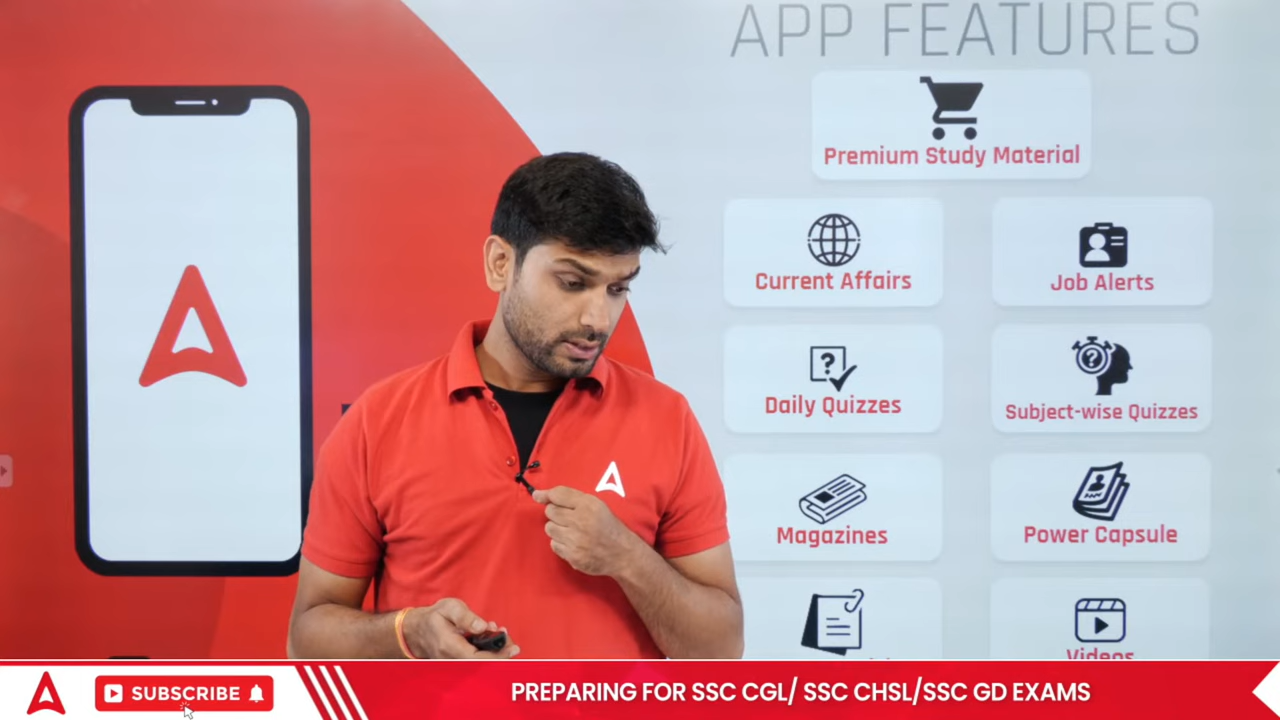 APP FEATURES
Premium Study Material
Current Affairs
Job Alerts
Daily Quizzes
Subject-wise Quizzes
Magazines
Power Capsule
Videos
SUBSCRIBE
PREPARING FOR SSC CGL/ SSC CHSL/SSC GD EXAMS